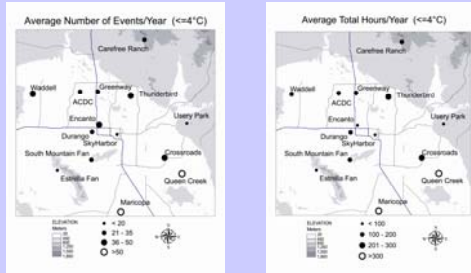 Average Number of Events/Year (<=4°C)
Carefree Ranch
Waddell
Greenway
ACDC
Thunderbird
Encanto
Usery Park
Durango
SkyHarbor
South Mountain Fan
Crossroads
Estrella Fan
Queen Creek
Maricopa
ELEVATION
Meters
< 20
21 - 35
36 - 50
>50
Average Total Hours/Year (<=4°C)
Carefree Ranch
Waddell
Greenway
ACDC
Thunderbird
Encanto
Usery Park
Durango
SkyHarbor
South Mountain Fan
Crossroads
Estrella Fan
Queen Creek
Maricopa
ELEVATION
Meters
< 100
100 - 200
201 - 300
>300